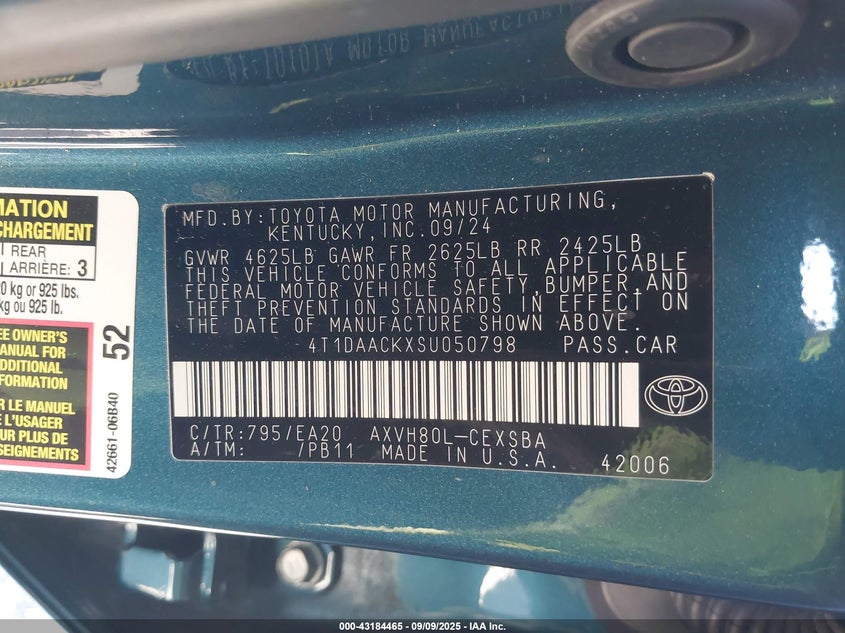 MATION
CHARGEMENT
REAR
ARRIÈRE: 3
0 kg or 925 lbs.
kg ou 925 lb.
EE OWNER'S
MANUAL FOR
ADDITIONAL
FORMATION
R LE MANUEL
E L'USAGER
UR PLUS DE
SEIGNEMENTS
52
42661-06B40
MFD. BY: TOYOTA MOTOR MANUFACTURING,
KENTUCKY, INC. 09/24
GVWR 4625LB GAWR FR 2625LB RR 2425LB
THIS VEHICLE CONFORMS TO ALL APPLICABLE
FEDERAL MOTOR VEHICLE SAFETY, BUMPER, AND
THEFT PREVENTION STANDARDS IN EFFECT ON
THE DATE OF MANUFACTURE SHOWN ABOVE.
4T1DAACKXSU050798 PASS. CAR
C/TR: 795/EA20 AXVH80L-CEXSBA
A/TM: /PB11 MADE IN U.S.A. 42006
000-43184465 - 09/09/2025 - IAA Inc.